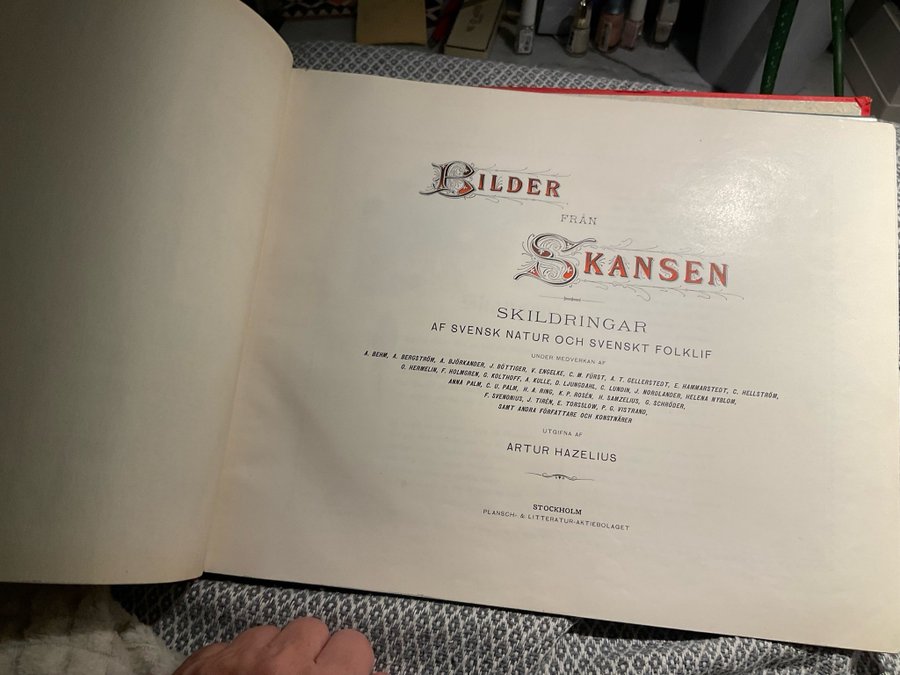 BILDER
FRÅN
SKANSEN
SKILDRINGAR
AF SVENSK NATUR OCH SVENSKT FOLKLIF
UNDER MEDVERKAN AF
A. BEHM, A. BERGSTRÖM, A. BJÖRKANDER, J. BÖTTIGER, V. ENGELKE, C. M. FÜRST, A. T. GELLERSTEDT, E. HAMMARSTEDT, C. HELLSTRÖM,
O. HERMELIN, F. HOLMGREN, G. KOLTHOFF, A. KULLE, D. LJUNGDAHL, C. LUNDIN, J. NORDLANDER, HELENA NYBLOM,
ANNA PALM, C. U. PALM, H. A. RING, K. P. ROSÉN, H. SAMZELIUS, G. SCHRÖDER,
F. SVENONIUS, J. TIRÉN, E. TORSSLOW, P. G. VISTRAND,
SAMT ANDRA FÖRFATTARE OCH KONSTNÄRER
UTGIFNA AF
ARTUR HAZELIUS
STOCKHOLM
PLANSCH- & LITTERATUR-AKTIEBOLAGET